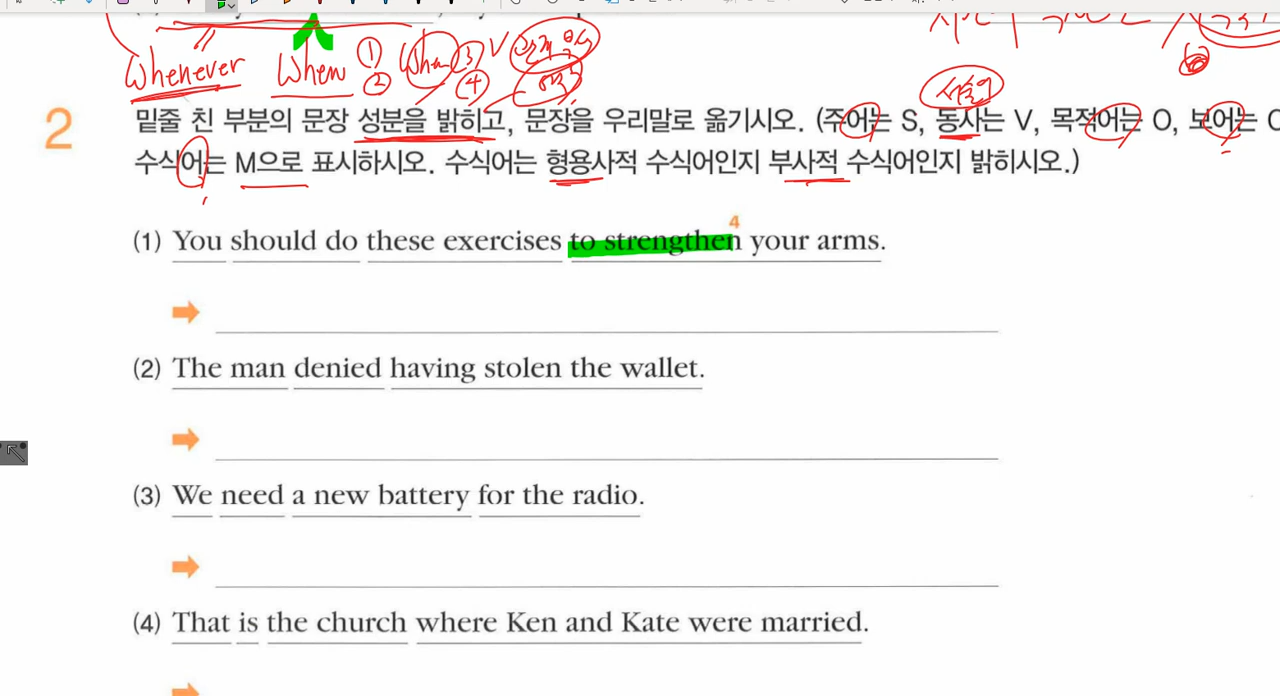 Whenever When ① When ③ V
② ④
서술어
2 밑줄 친 부분의 문장 성분을 밝히고, 문장을 우리말로 옮기시오. (주어는 S, 동사는 V, 목적어는 O, 보어는 C
수식어는 M으로 표시하시오. 수식어는 형용사적 수식어인지 부사적 수식어인지 밝히시오.)
4
(1) You should do these exercises to strengthen your arms.
(2) The man denied having stolen the wallet.
(3) We need a new battery for the radio.
(4) That is the church where Ken and Kate were married.